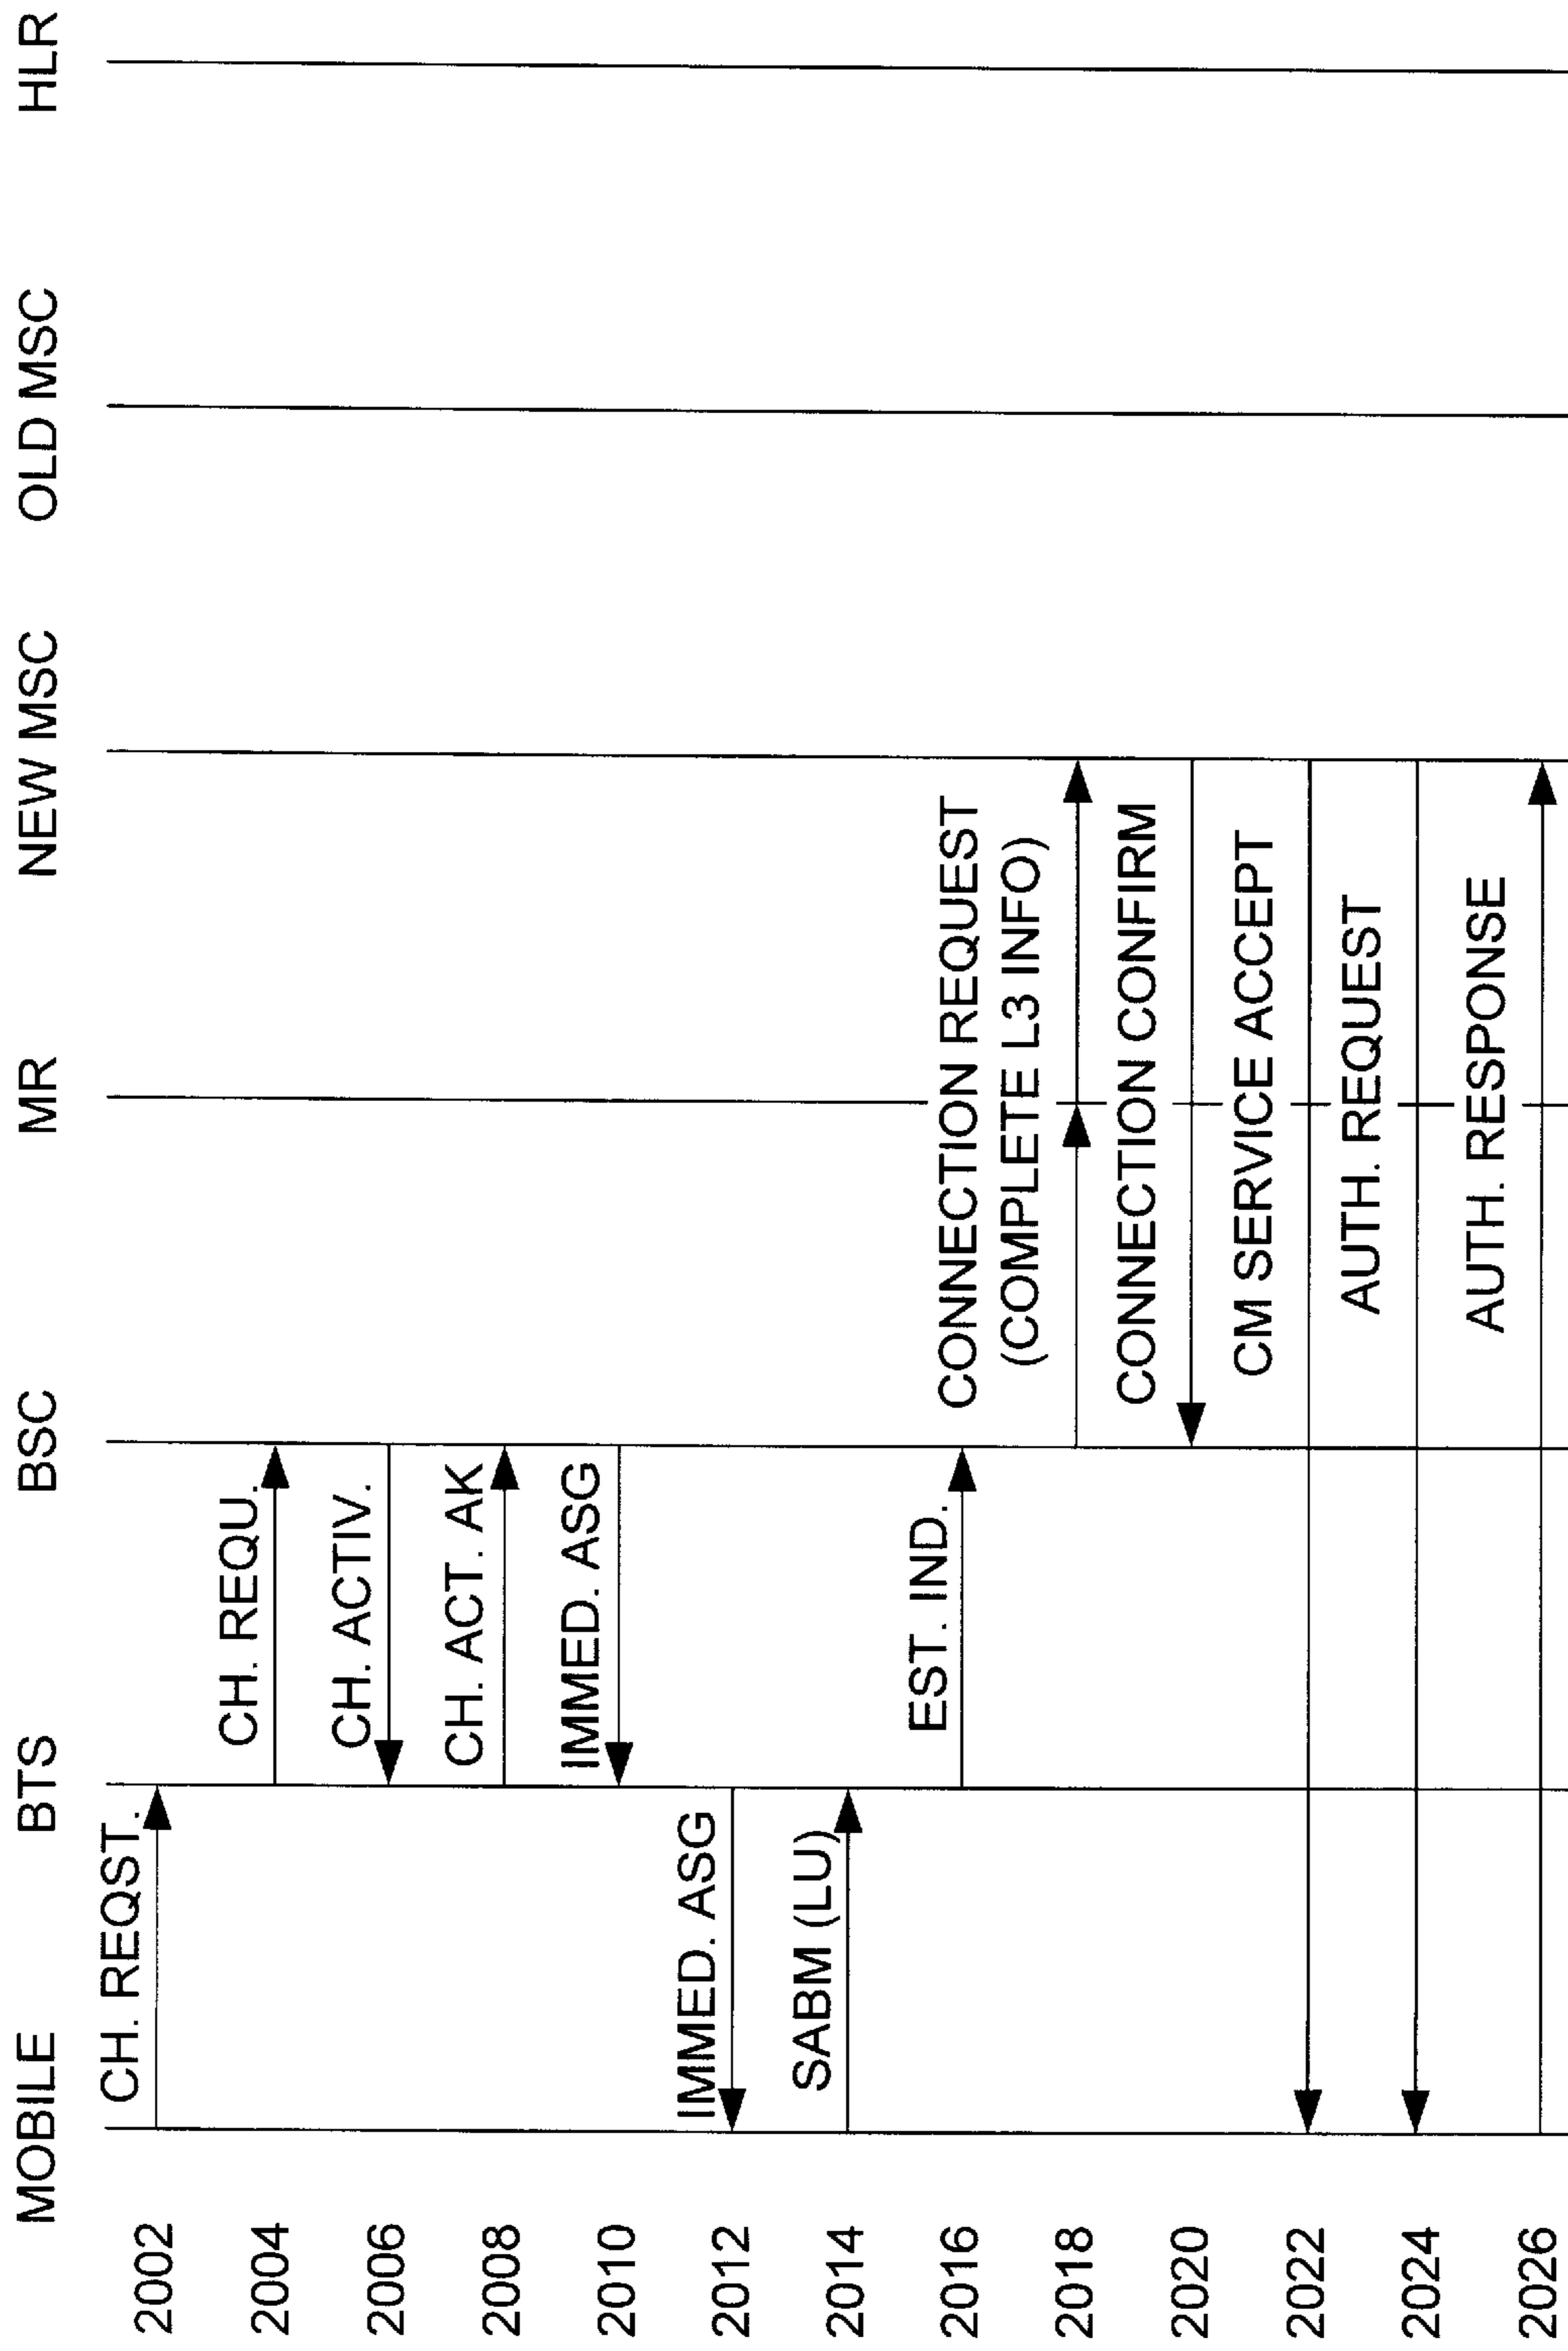 MOBILE BTS BSC MR NEW MSC OLD MSC HLR
2002 CH. REQST.
2004 CH. REQU.
2006 CH. ACTIV.
2008 CH. ACT. AK
2010 IMMED. ASG
2012 IMMED. ASG
2014 SABM (LU)
2016 EST. IND.
CONNECTION REQUEST
2018 (COMPLETE L3 INFO)
2020 CONNECTION CONFIRM
2022 CM SERVICE ACCEPT
2024 AUTH. REQUEST
2026 AUTH. RESPONSE